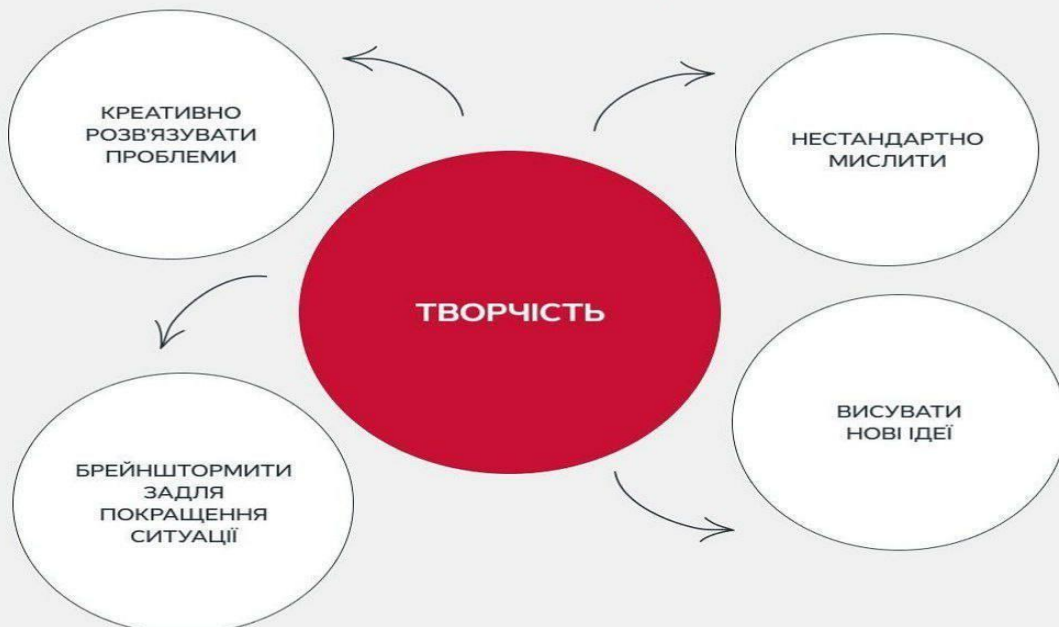 КРЕАТИВНО
РОЗВ'ЯЗУВАТИ
ПРОБЛЕМИ
НЕСТАНДАРТНО
МИСЛИТИ
ТВОРЧІСТЬ
БРЕЙНШТОРМИТИ
ЗАДЛЯ
ПОКРАЩЕННЯ
СИТУАЦІЇ
ВИСУВАТИ
НОВІ ІДЕЇ